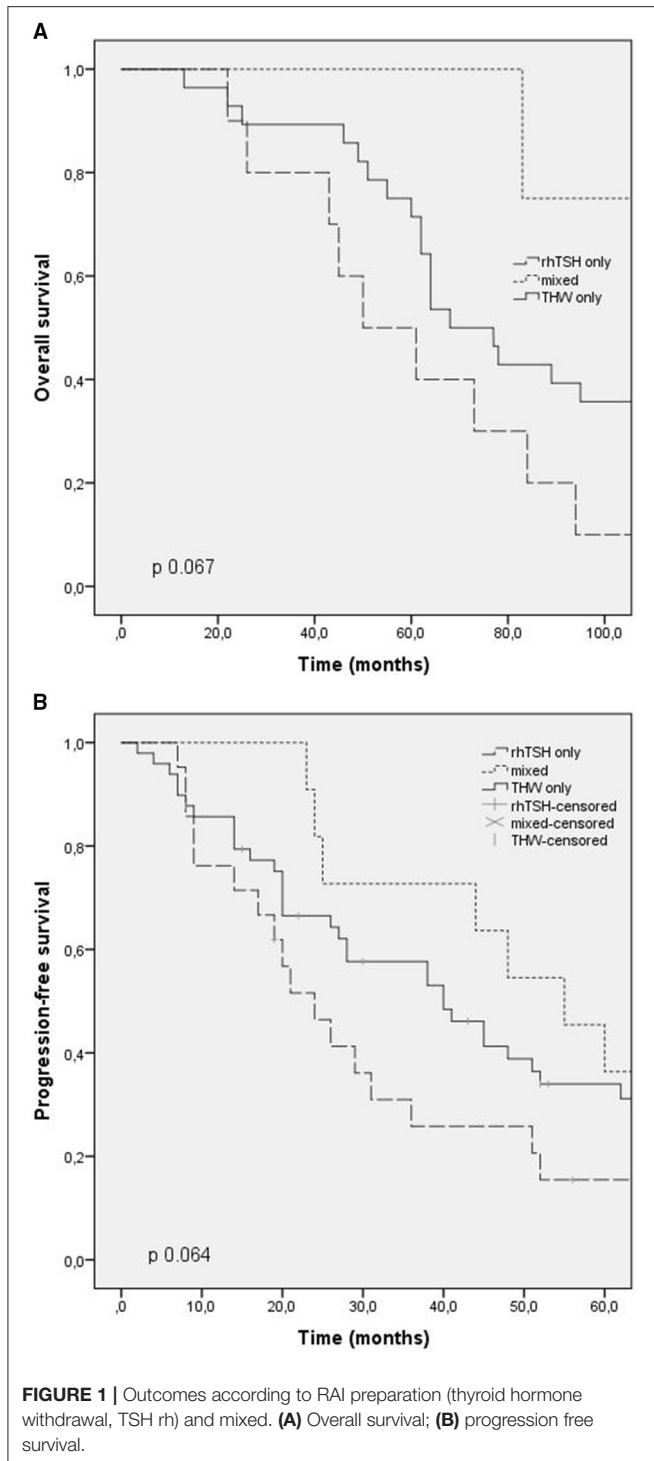 A
1,0
0,8
0,6
0,4
0,2
0,0
Overall survival
rhTSH only
mixed
THW only
p 0.067
,0 20,0 40,0 60,0 80,0 100,0
Time (months)
B
1,0
0,8
0,6
0,4
0,2
0,0
Progression-free survival
rhTSH only
mixed
THW only
rhTSH-censored
mixed-censored
THW-censored
p 0.064
,0 10,0 20,0 30,0 40,0 50,0 60,0
Time (months)
FIGURE 1 | Outcomes according to RAI preparation (thyroid hormone
withdrawal, TSH rh) and mixed. (A) Overall survival; (B) progression free
survival.